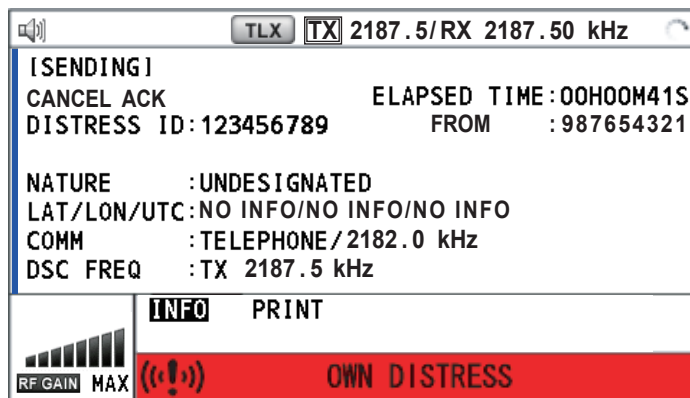 TLX TX 2187.5/RX 2187.50 kHz
[SENDING]
CANCEL ACK ELAPSED TIME:00H00M41S
DISTRESS ID:123456789 FROM :987654321
NATURE :UNDESIGNATED
LAT/LON/UTC:NO INFO/NO INFO/NO INFO
COMM :TELEPHONE/2182.0 kHz
DSC FREQ :TX 2187.5 kHz
INFO PRINT
RF GAIN MAX OWN DISTRESS